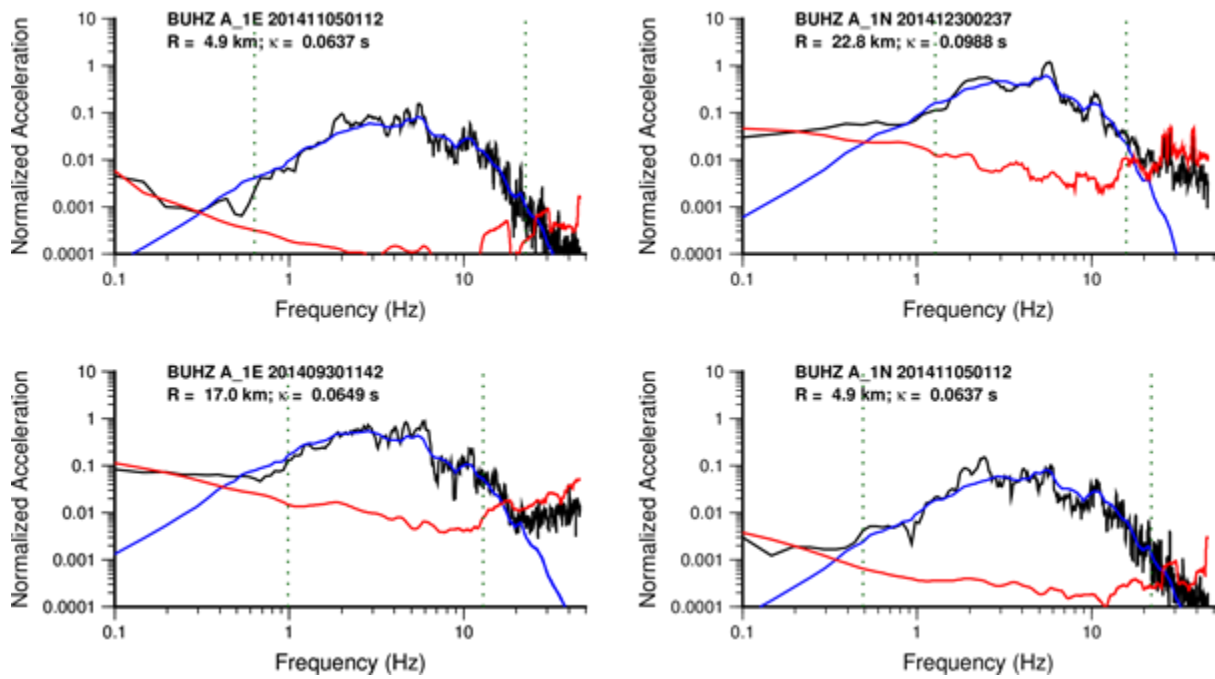 BUHZ A_1E 201411050112
R = 4.9 km; κ = 0.0637 s
Normalized Acceleration
10
1
0.1
0.01
0.001
0.0001
0.1
1
10
Frequency (Hz)
BUHZ A_1N 201412300237
R = 22.8 km; κ = 0.0988 s
Normalized Acceleration
10
1
0.1
0.01
0.001
0.0001
0.1
1
10
Frequency (Hz)
BUHZ A_1E 201409301142
R = 17.0 km; κ = 0.0649 s
Normalized Acceleration
10
1
0.1
0.01
0.001
0.0001
0.1
1
10
Frequency (Hz)
BUHZ A_1N 201411050112
R = 4.9 km; κ = 0.0637 s
Normalized Acceleration
10
1
0.1
0.01
0.001
0.0001
0.1
1
10
Frequency (Hz)